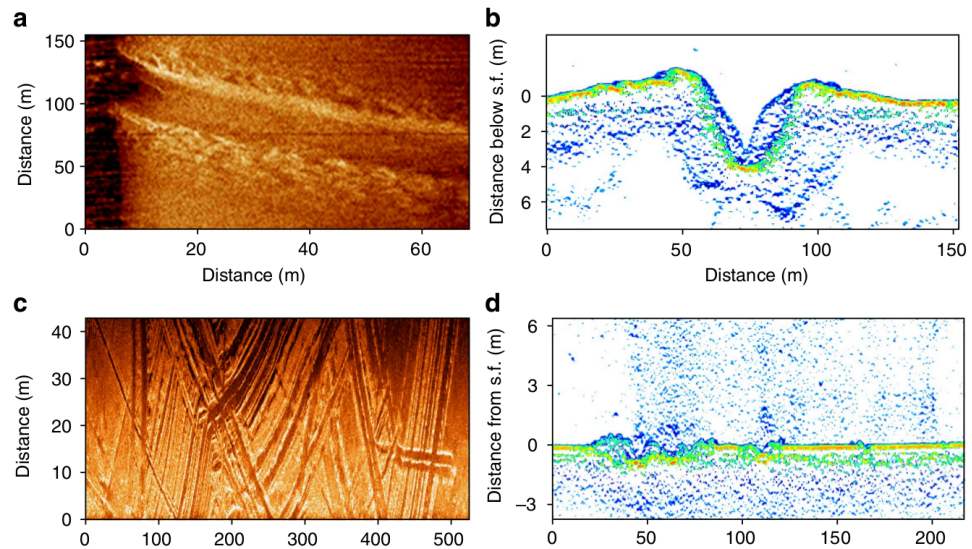 a
150
100
50
0
Distance (m)
0 20 40 60
Distance (m)
b
0
2
4
6
Distance below s.f. (m)
0 50 100 150
Distance (m)
c
40
30
20
10
0
Distance (m)
0 100 200 300 400 500
d
6
3
0
–3
Distance from s.f. (m)
0 50 100 150 200